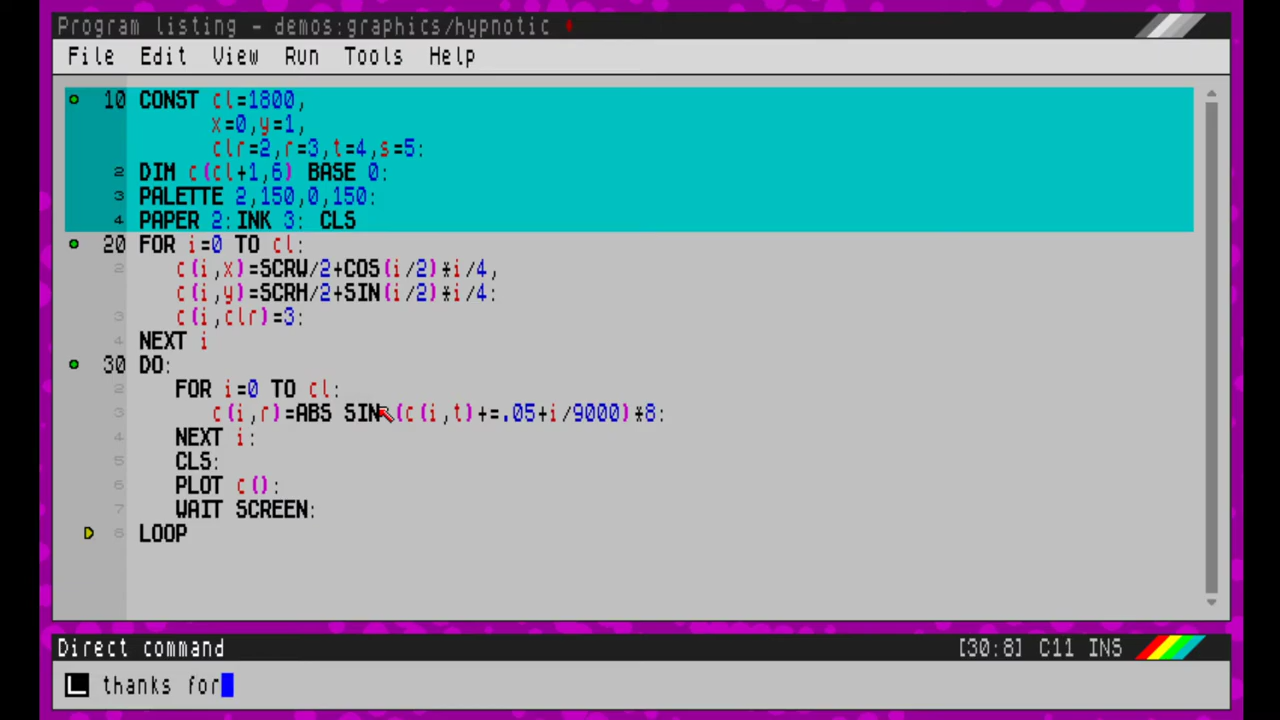 Program listing - demos:graphics/hypnotic *
File Edit View Run Tools Help
10 CONST cl=1800,
x=0,y=1,
clr=2,r=3,t=4,s=5:
2 DIM c(cl+1,6) BASE 0:
3 PALETTE 2,150,0,150:
4 PAPER 2: INK 3: CLS
20 FOR i=0 TO cl:
2 c(i,x)=SCRW/2+COS(i/2)*i/4,
c(i,y)=SCRH/2+SIN(i/2)*i/4:
3 c(i,clr)=3:
4 NEXT i
30 DO:
2 FOR i=0 TO cl:
3 c(i,r)=ABS SIN (c(i,t)+=.05+i/9000)*8:
4 NEXT i:
5 CLS:
6 PLOT c():
7 WAIT SCREEN:
8 LOOP
Direct command [30:8] C11 INS
L thanks for